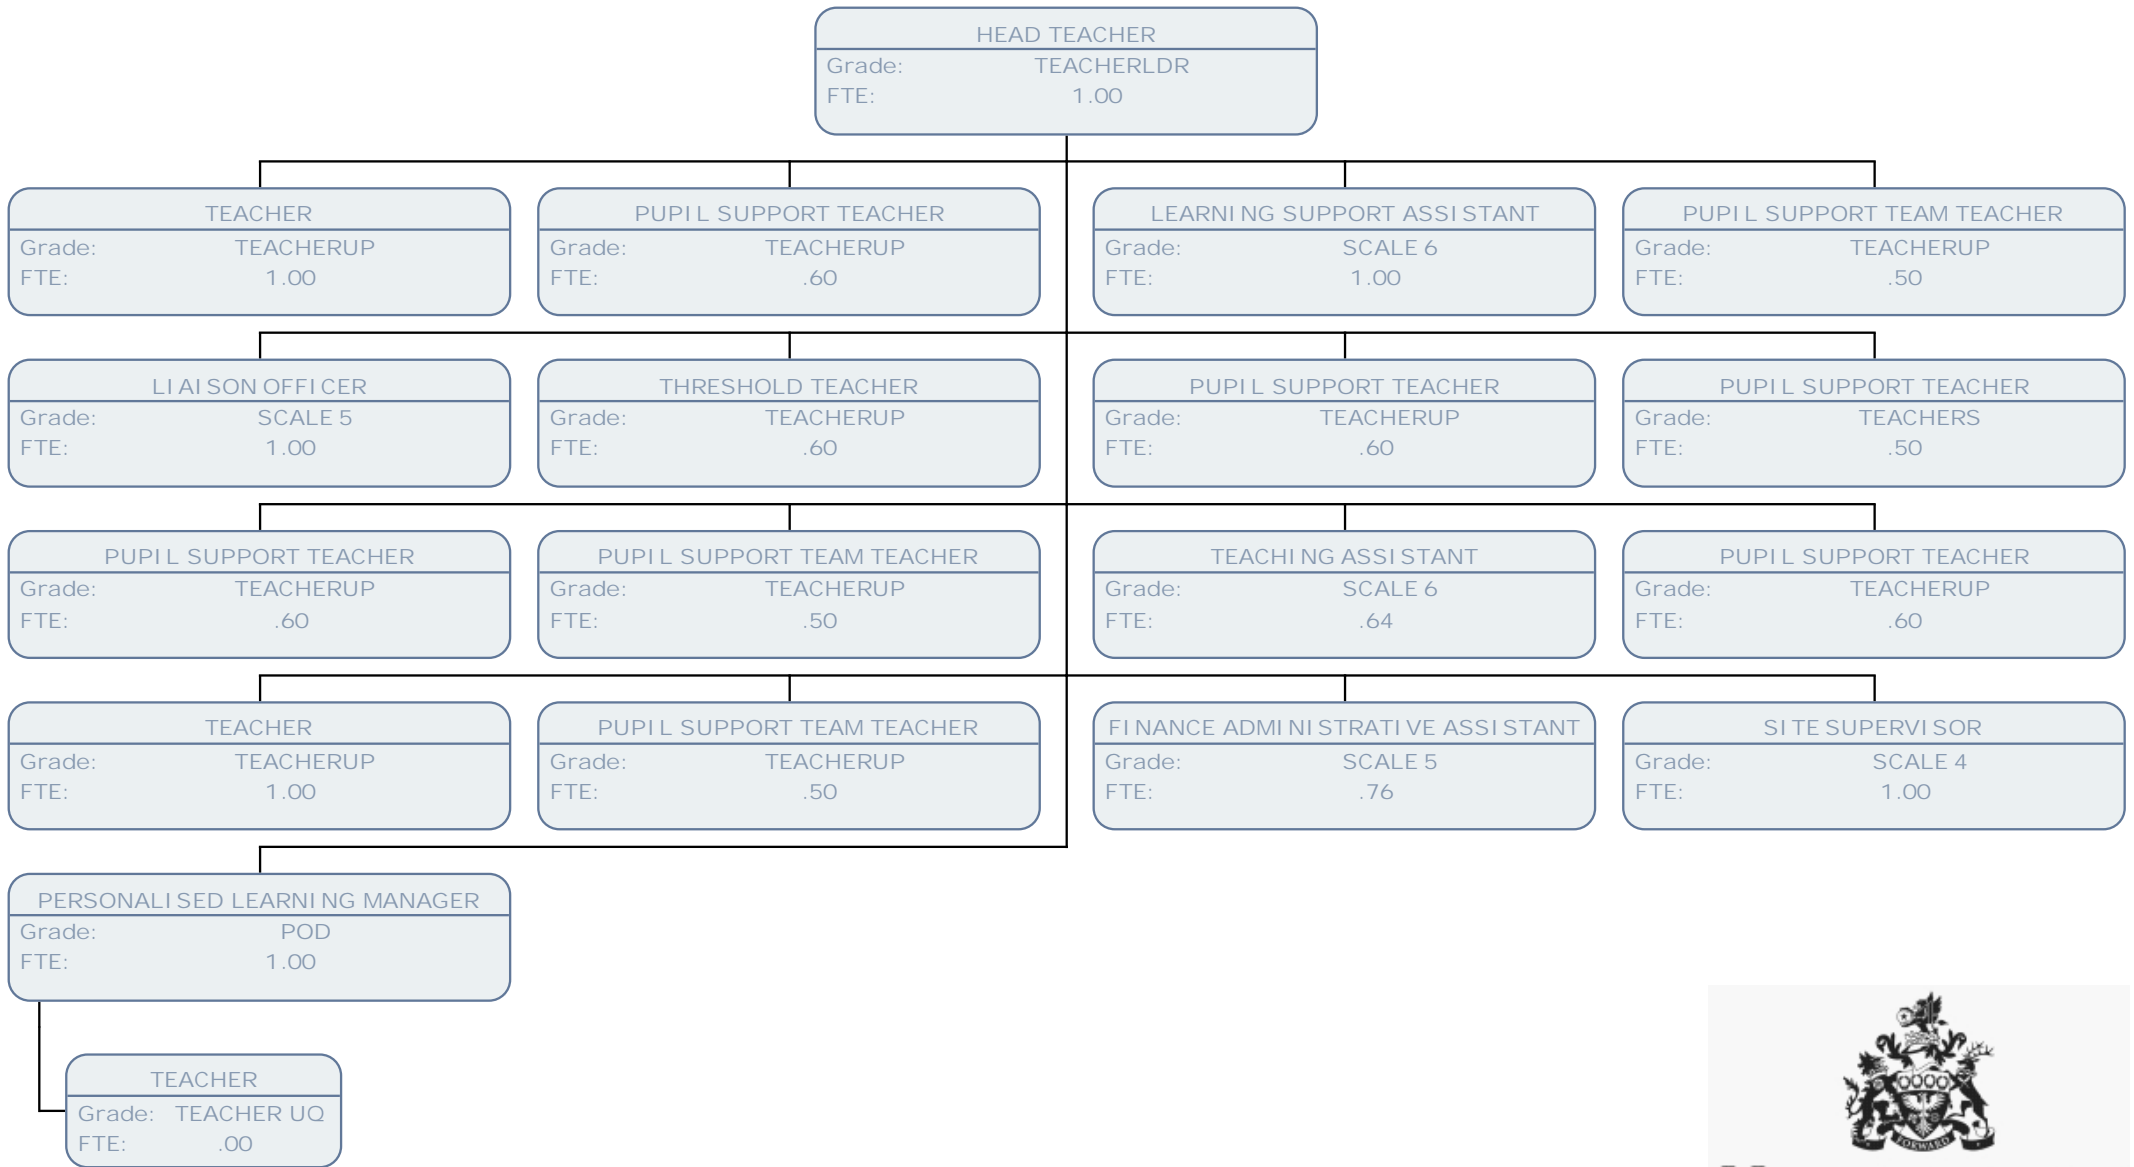 HEAD TEACHER
Grade: TEACHERLDR
FTE: 1.00
TEACHER
Grade: TEACHERUP
FTE: 1.00
PUPIL SUPPORT TEACHER
Grade: TEACHERUP
FTE: .60
LEARNING SUPPORT ASSISTANT
Grade: SCALE 6
FTE: 1.00
PUPIL SUPPORT TEAM TEACHER
Grade: TEACHERUP
FTE: .50
LIAISON OFFICER
Grade: SCALE 5
FTE: 1.00
THRESHOLD TEACHER
Grade: TEACHERUP
FTE: .60
PUPIL SUPPORT TEACHER
Grade: TEACHERUP
FTE: .60
PUPIL SUPPORT TEACHER
Grade: TEACHERS
FTE: .50
PUPIL SUPPORT TEACHER
Grade: TEACHERUP
FTE: .60
PUPIL SUPPORT TEAM TEACHER
Grade: TEACHERUP
FTE: .50
TEACHING ASSISTANT
Grade: SCALE 6
FTE: .64
PUPIL SUPPORT TEACHER
Grade: TEACHERUP
FTE: .60
TEACHER
Grade: TEACHERUP
FTE: 1.00
PUPIL SUPPORT TEAM TEACHER
Grade: TEACHERUP
FTE: .50
FINANCE ADMINISTRATIVE ASSISTANT
Grade: SCALE 5
FTE: .76
SITE SUPERVISOR
Grade: SCALE 4
FTE: 1.00
PERSONALISED LEARNING MANAGER
Grade: POD
FTE: 1.00
TEACHER
Grade: TEACHER UQ
FTE: .00
FORWARD